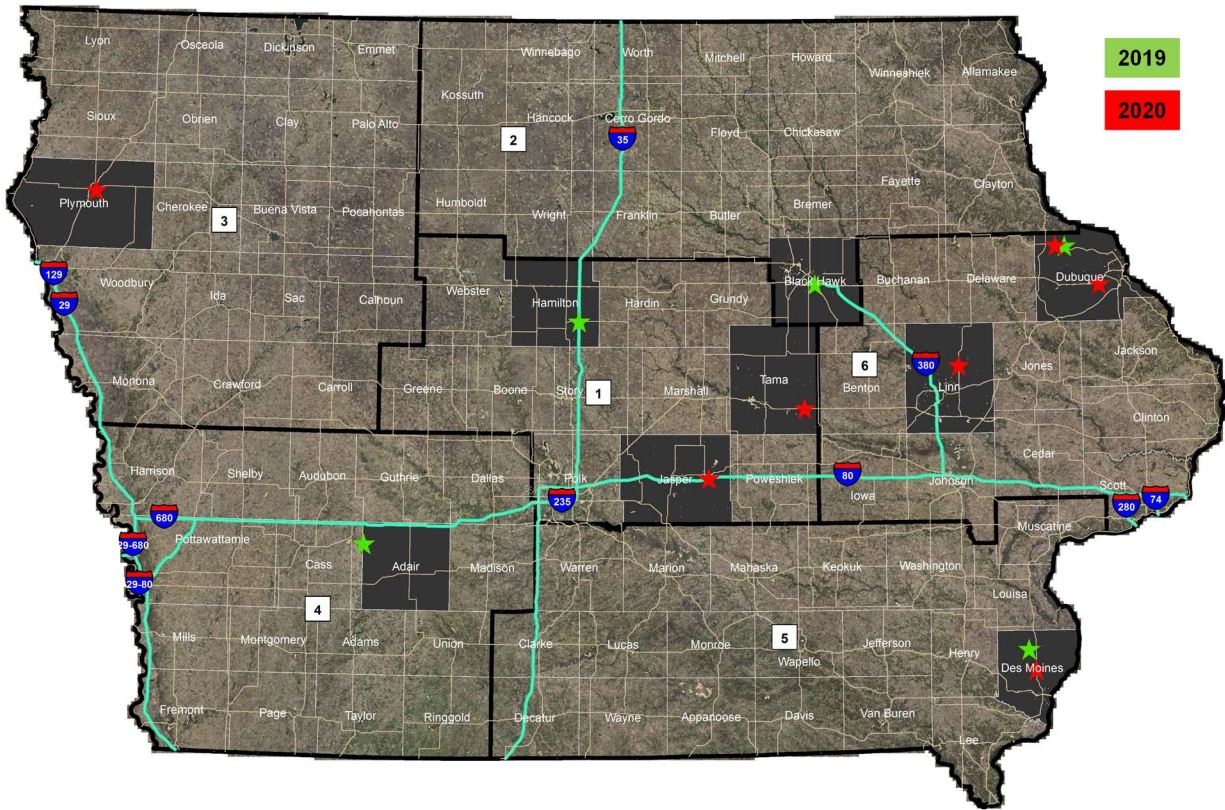 2019
2020
Lyon
Osceola
Dickinson
Emmet
Winnebago
Worth
Mitchell
Howard
Winneshiek
Allamakee
Kossuth
Sioux
Obrien
Clay
Palo Alto
Hancock
Cerro Gordo
Floyd
Chickasaw
2
35
Fayette
Clayton
Plymouth
Cherokee
Buena Vista
Pocahontas
Humboldt
Wright
Franklin
Butler
Bremer
3
129
29
Woodbury
Ida
Sac
Calhoun
Webster
Hamilton
Hardin
Grundy
Black Hawk
Buchanan
Delaware
Dubuque
Monona
Crawford
Carroll
Greene
Boone
Story
1
Marshall
Tama
6
Benton
380
Linn
Jones
Jackson
Clinton
Harrison
Shelby
Audubon
Guthrie
Dallas
Polk
235
Jasper
Poweshiek
80
Iowa
Johnson
Cedar
Scott
280
74
Muscatine
680
Pottawattamie
29-680
29-80
Cass
Adair
Madison
Warren
Marion
Mahaska
Keokuk
Washington
Louisa
4
Mills
Montgomery
Adams
Union
Clarke
Lucas
Monroe
5
Wapello
Jefferson
Henry
Des Moines
Fremont
Page
Taylor
Ringgold
Decatur
Wayne
Appanoose
Davis
Van Buren
Lee